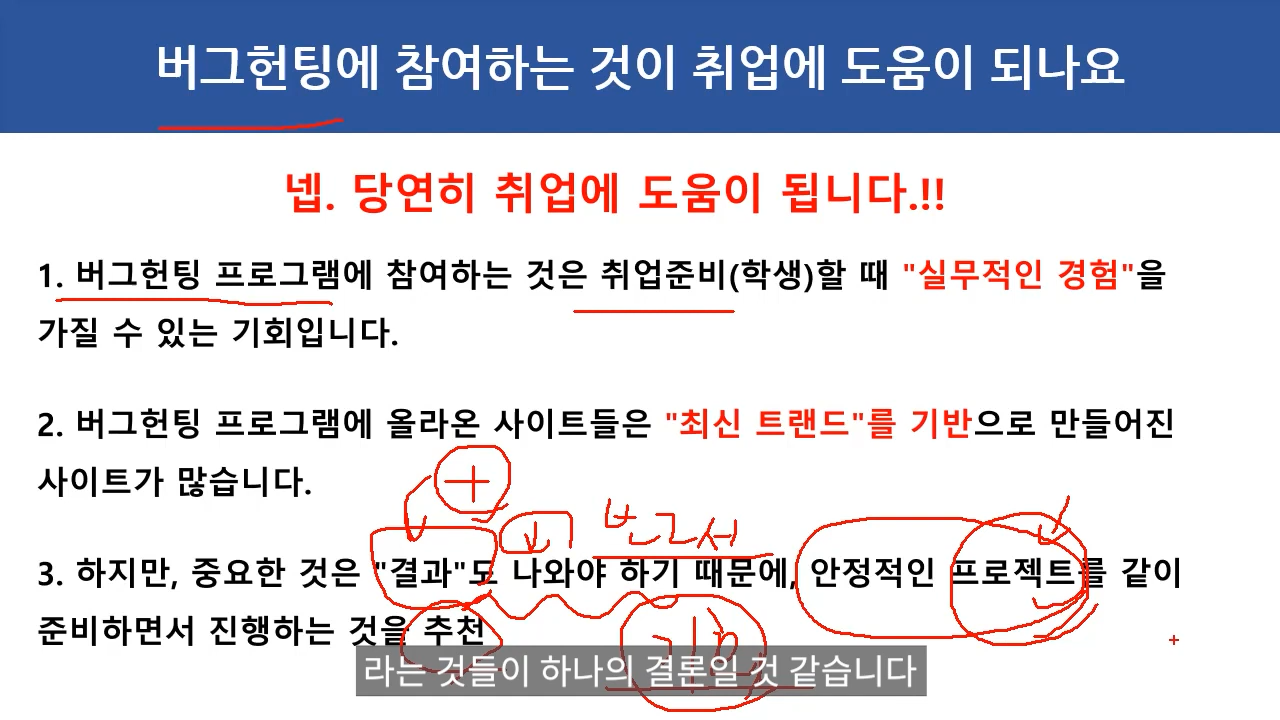 버그헌팅에 참여하는 것이 취업에 도움이 되나요
넵. 당연히 취업에 도움이 됩니다.!!
1. 버그헌팅 프로그램에 참여하는 것은 취업준비(학생)할 때 "실무적인 경험"을
가질 수 있는 기회입니다.
2. 버그헌팅 프로그램에 올라온 사이트들은 "최신 트랜드"를 기반으로 만들어진
사이트가 많습니다.
보고서
3. 하지만, 중요한 것은 "결과"도 나와야 하기 때문에, 안정적인 프로젝트를 같이
준비하면서 진행하는 것을 추천
라는 것들이 하나의 결론일 것 같습니다